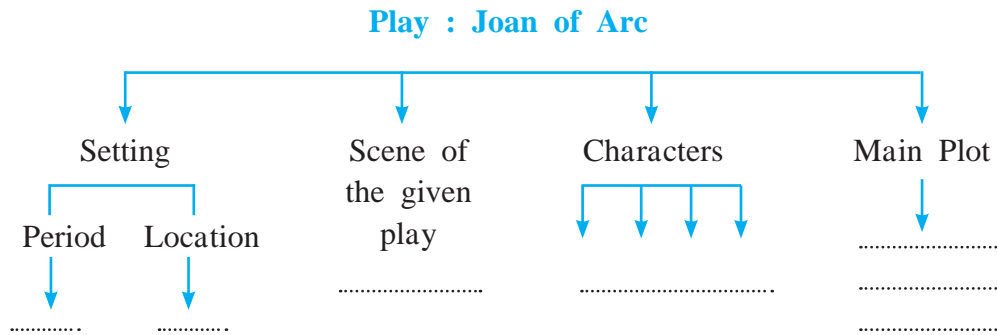 Play : Joan of Arc
Setting
Scene of
the given
play
Characters
Main Plot
Period
Location
.............
.............
..........................
...................................
..........................
..........................
..........................